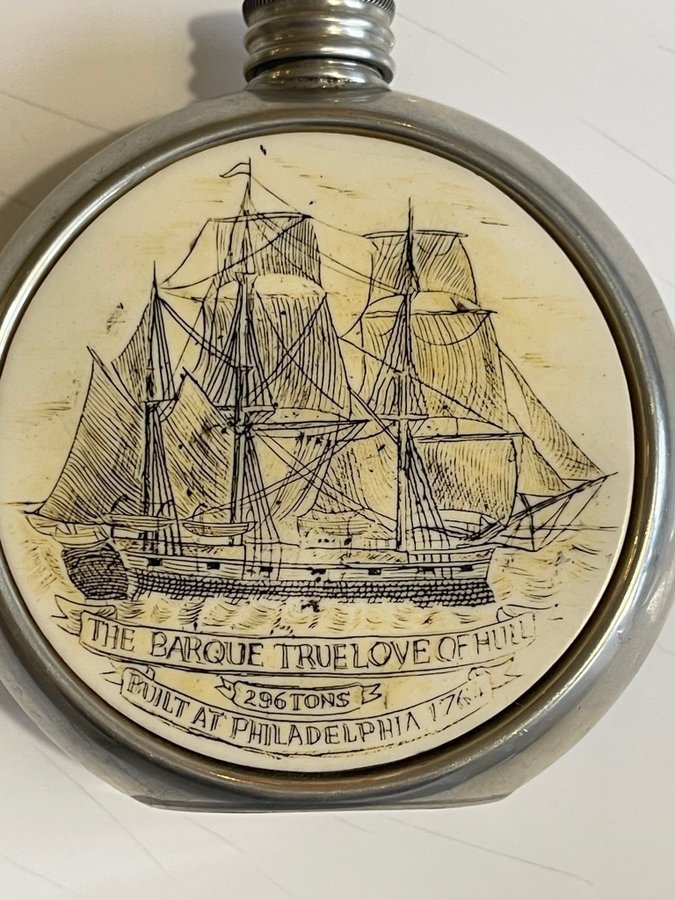 THE BARQUE TRUELOVE OF HULL
296 TONS
BUILT AT PHILADELPHIA